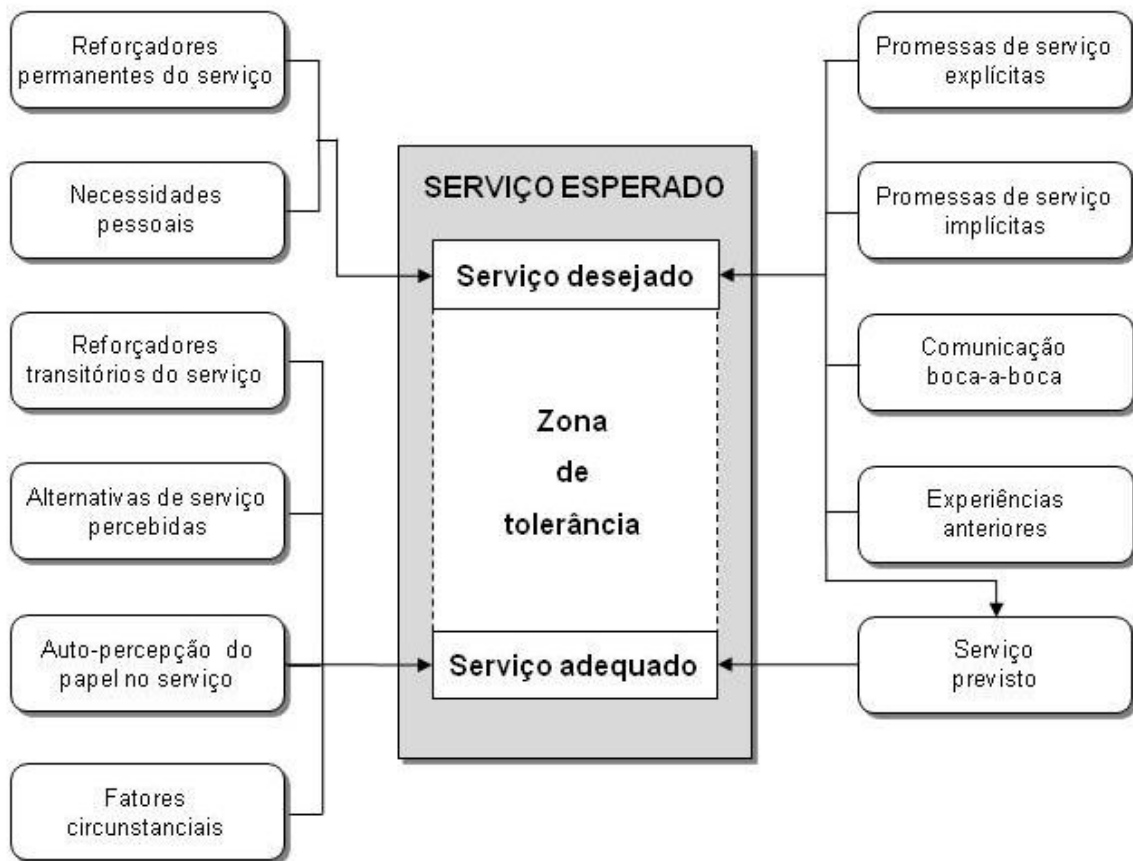 Reforçadores
permanentes do serviço
Necessidades
pessoais
Reforçadores
transitórios do serviço
Alternativas de serviço
percebidas
Auto-percepção do
papel no serviço
Fatores
circunstanciais
SERVIÇO ESPERADO
Serviço desejado
Zona
de
tolerância
Serviço adequado
Promessas de serviço
explícitas
Promessas de serviço
implícitas
Comunicação
boca-a-boca
Experiências
anteriores
Serviço
previsto